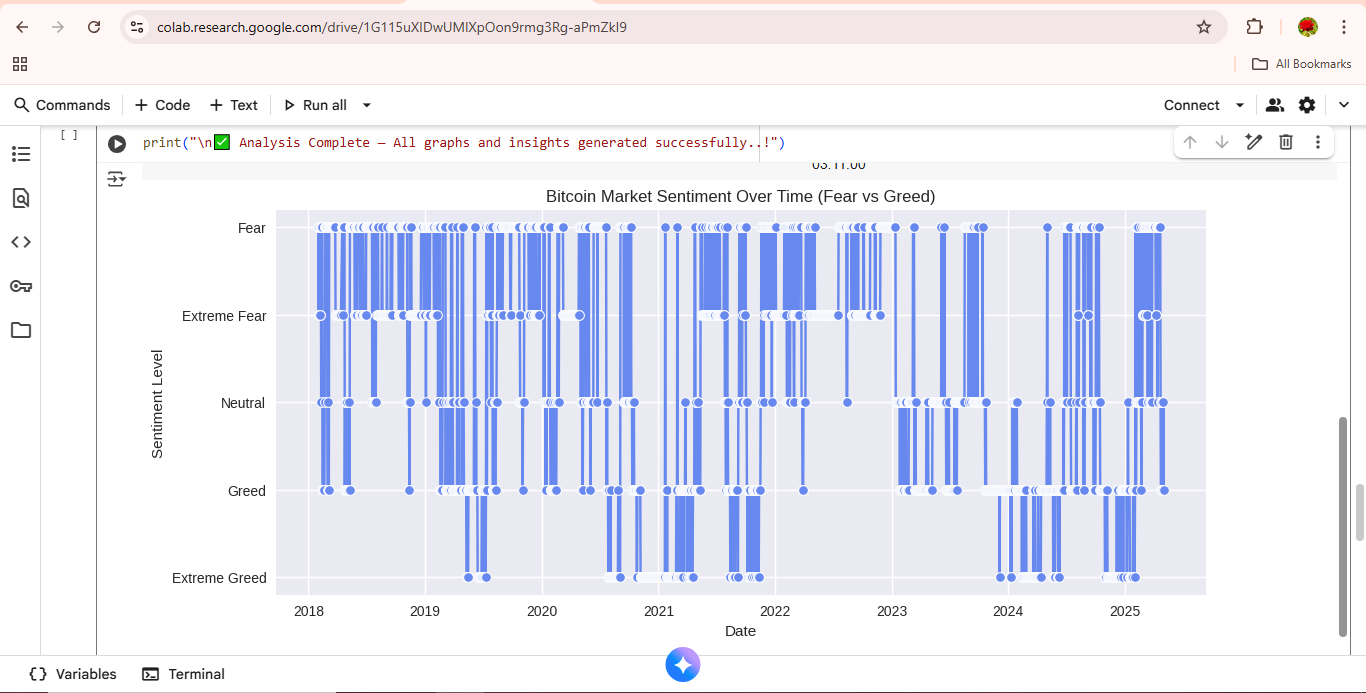 colab.research.google.com/drive/1G115uXIDwUMlXpOon9rmg3Rg-aPmZkI9
All Bookmarks
Commands + Code + Text Run all Connect
[ ] print("\n✅ Analysis Complete — All graphs and insights generated successfully..!")
03:11:00
Bitcoin Market Sentiment Over Time (Fear vs Greed)
Fear
Extreme Fear
Neutral
Greed
Extreme Greed
Sentiment Level
2018 2019 2020 2021 2022 2023 2024 2025
Date
{} Variables Terminal